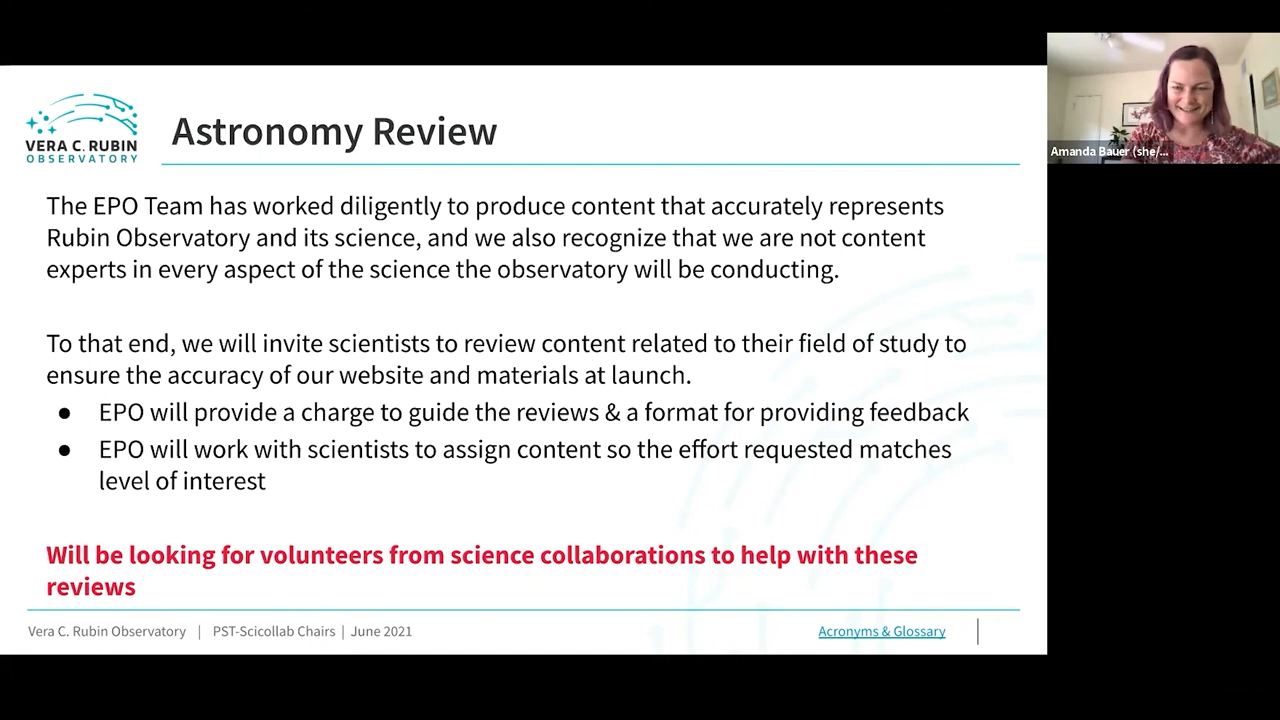 VERA C. RUBIN
OBSERVATORY
Astronomy Review
Amanda Bauer (she/...
The EPO Team has worked diligently to produce content that accurately represents
Rubin Observatory and its science, and we also recognize that we are not content
experts in every aspect of the science the observatory will be conducting.
To that end, we will invite scientists to review content related to their field of study to
ensure the accuracy of our website and materials at launch.
● EPO will provide a charge to guide the reviews & a format for providing feedback
● EPO will work with scientists to assign content so the effort requested matches
level of interest
Will be looking for volunteers from science collaborations to help with these
reviews
Vera C. Rubin Observatory | PST-Scicollab Chairs | June 2021
Acronyms & Glossary